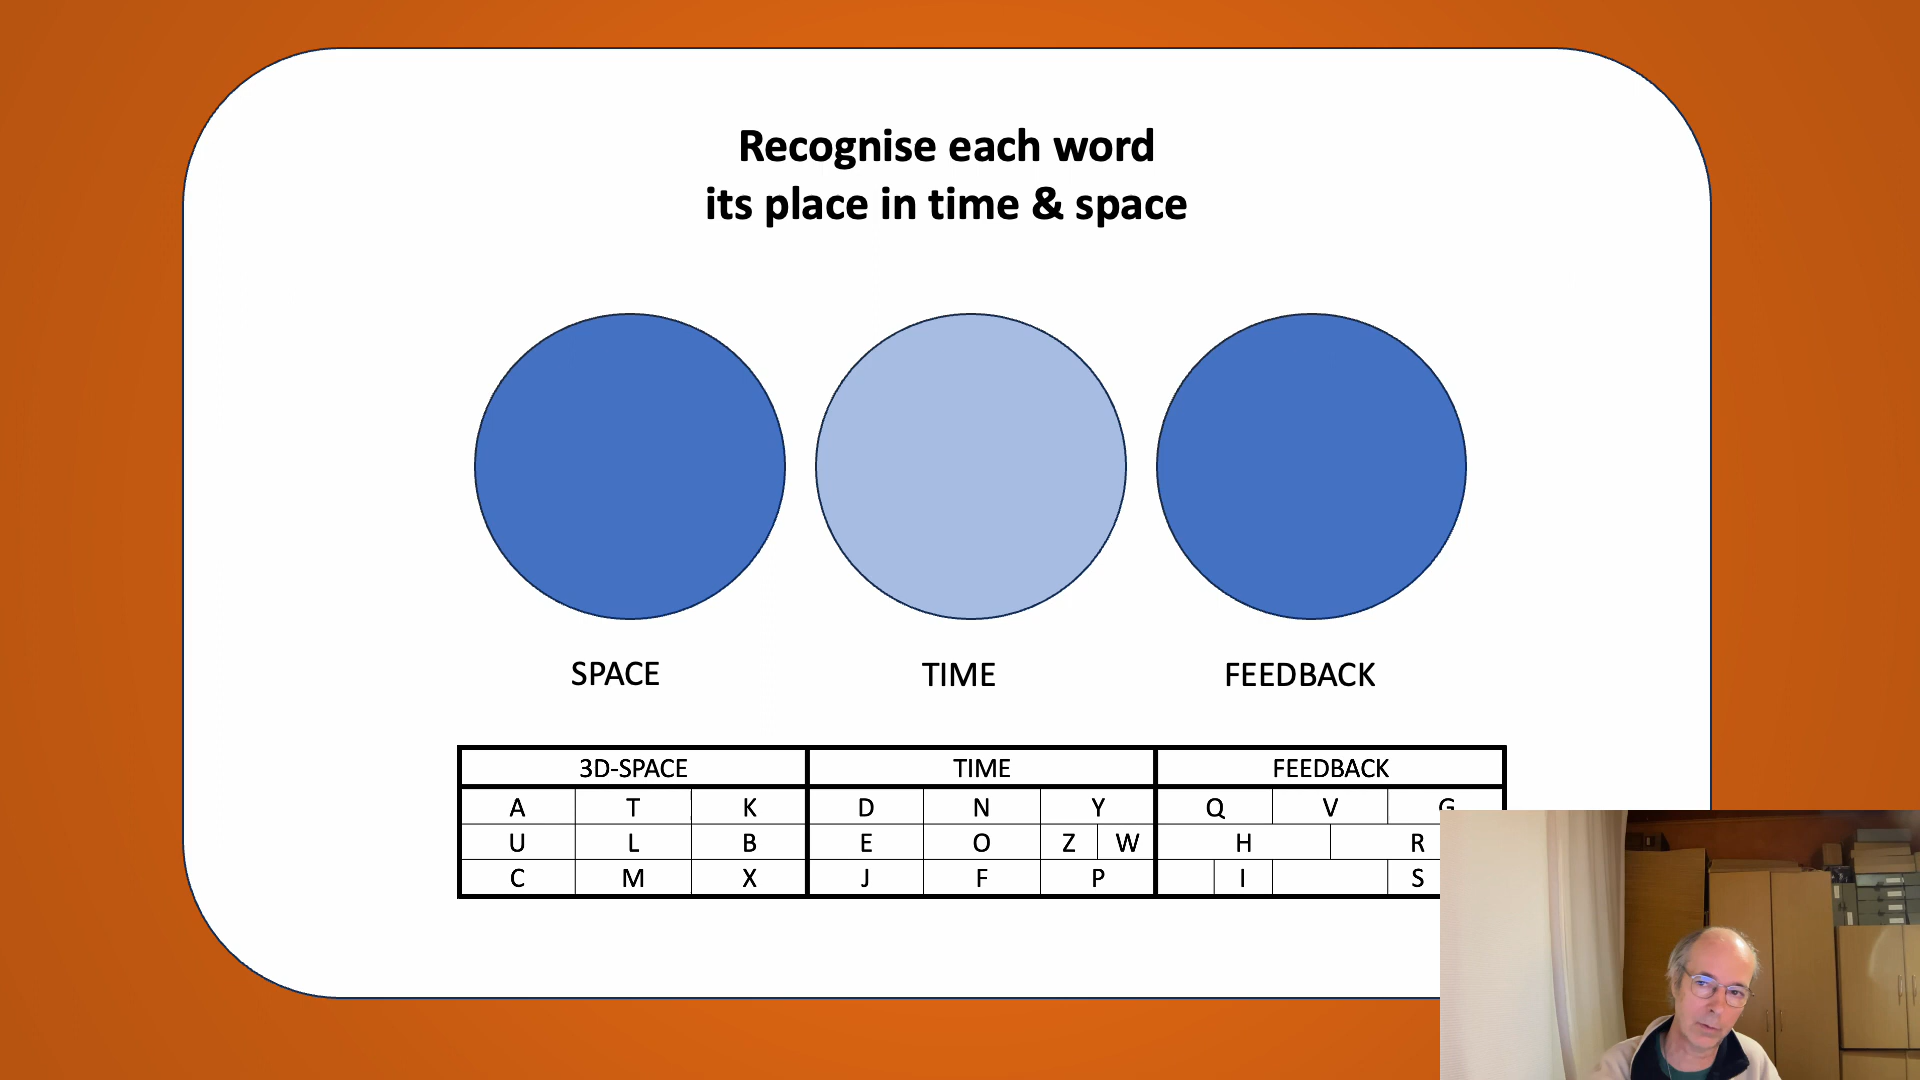 Recognise each word
its place in time & space
SPACE TIME FEEDBACK
3D-SPACE TIME FEEDBACK
A T K D N Y Q V G
U L B E O Z W H R
C M X J F P I S